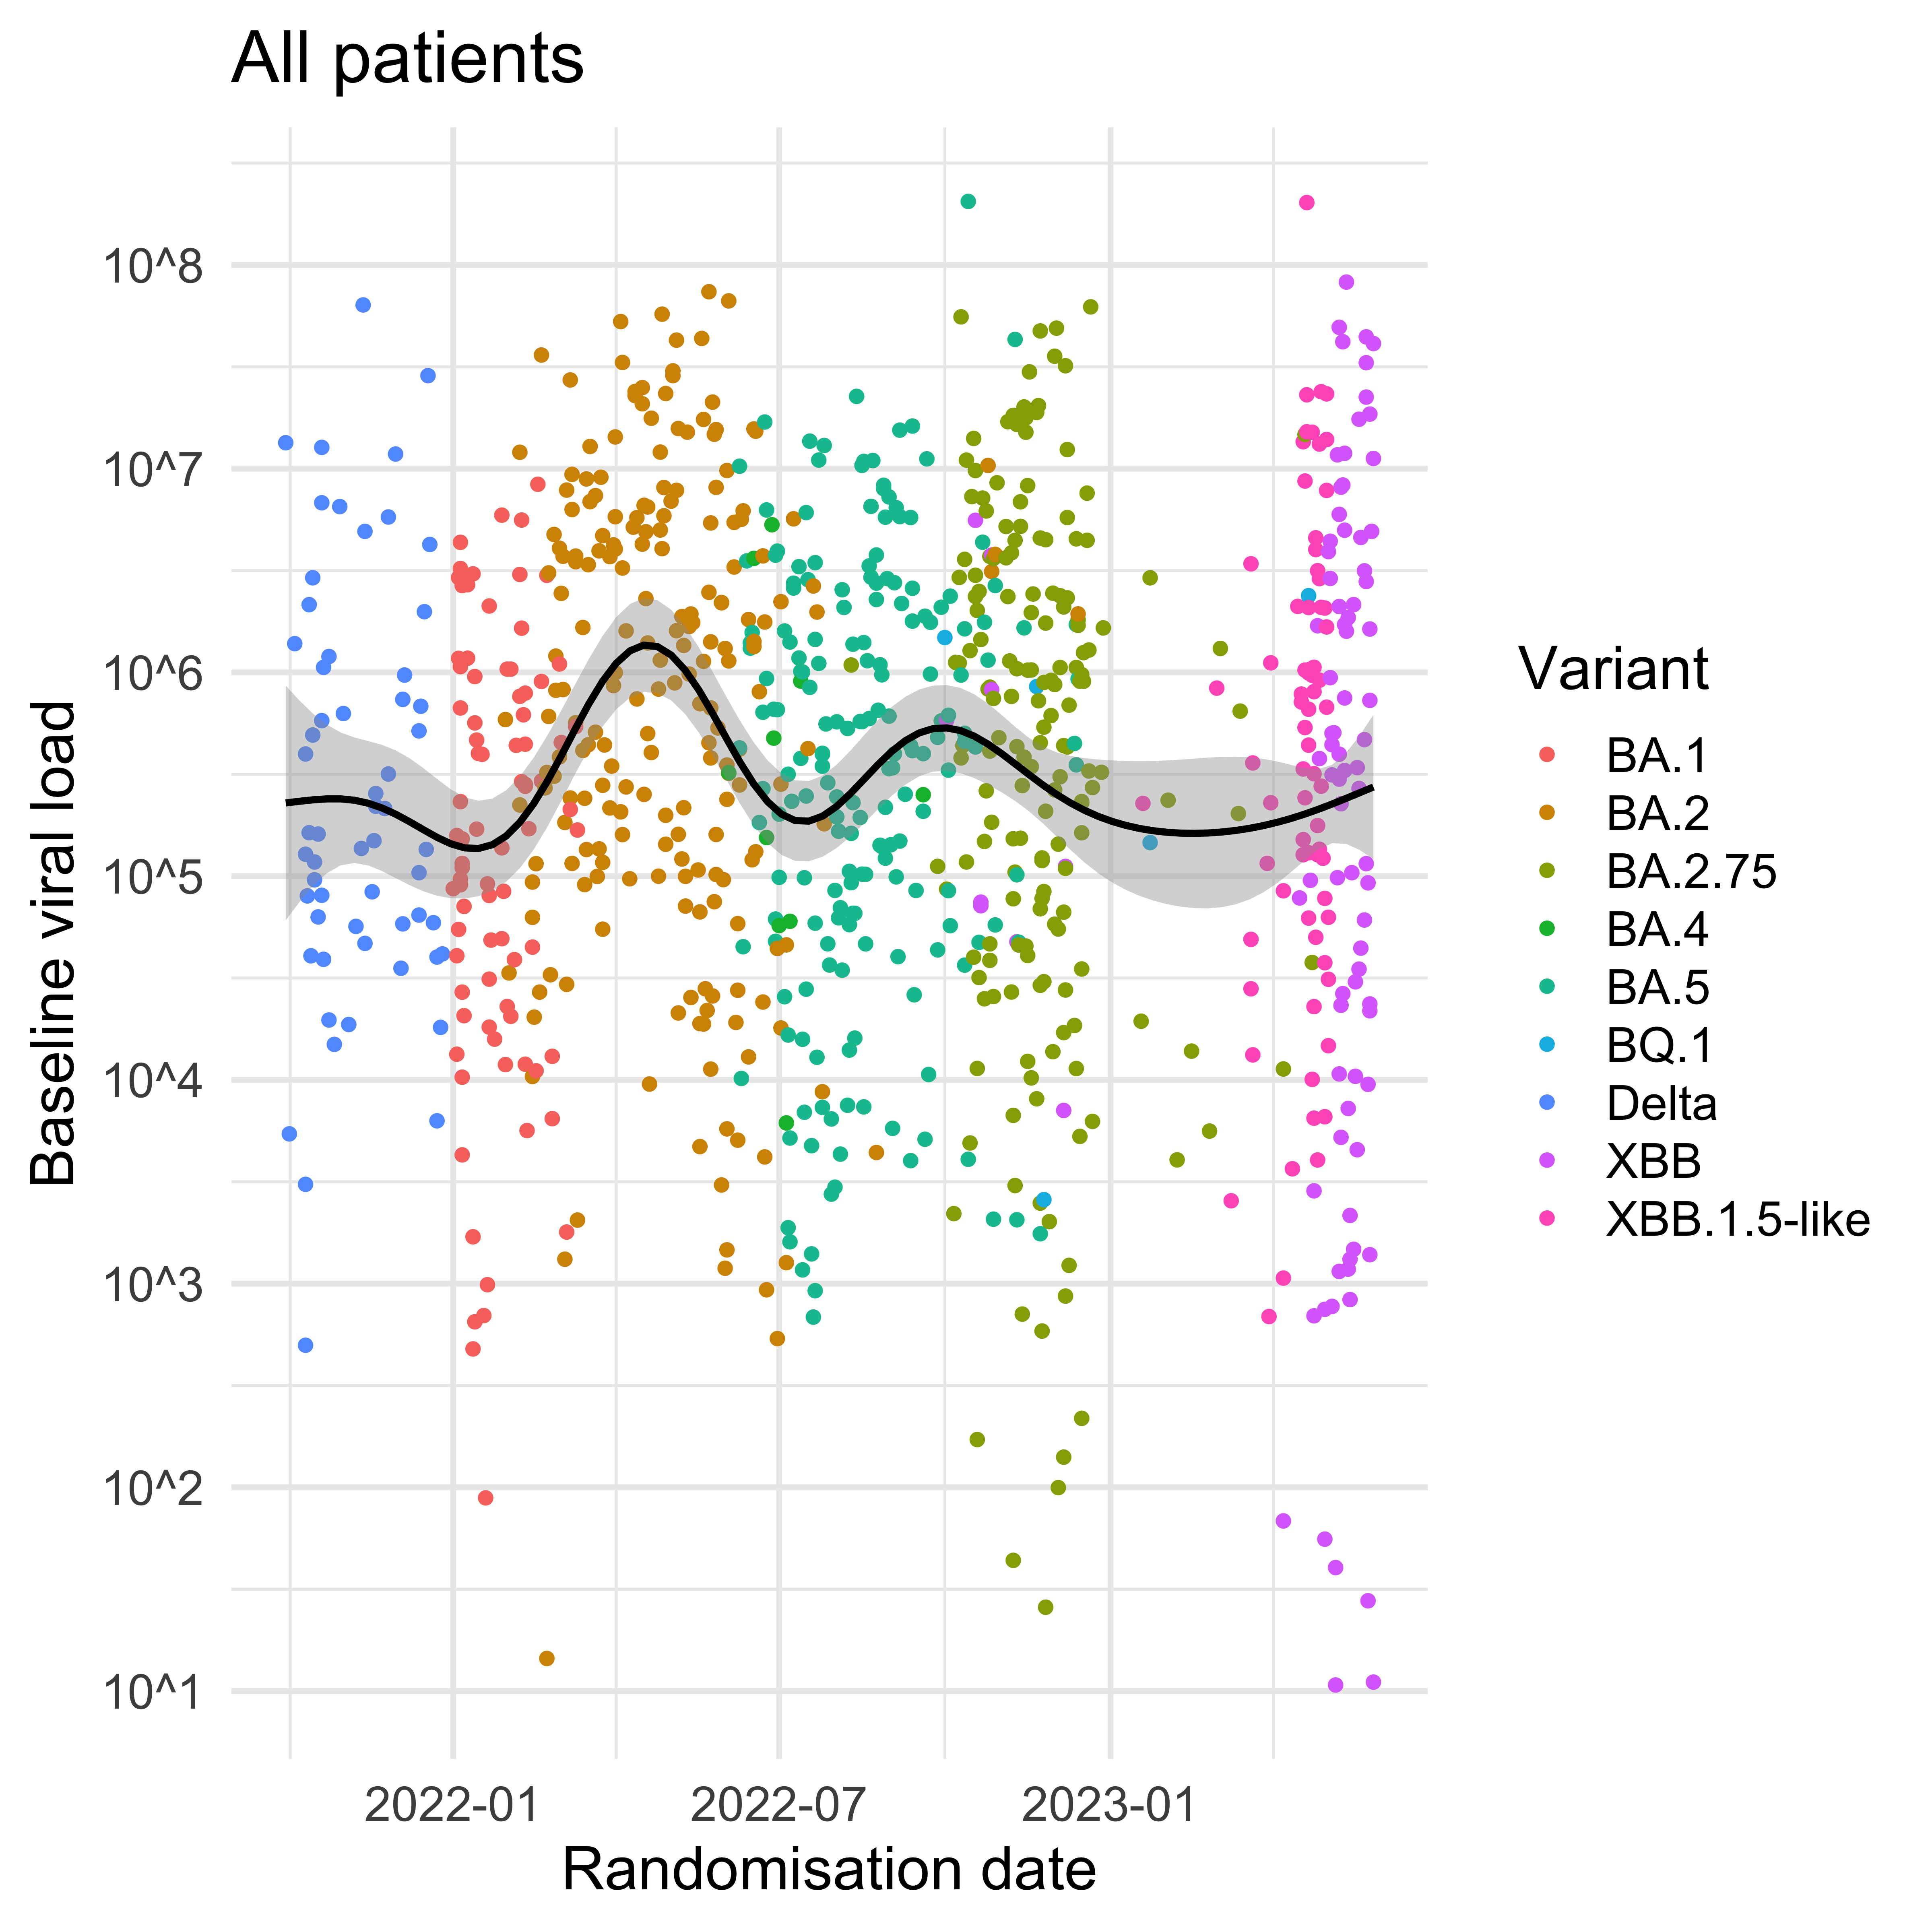 All patients
Baseline viral load
10^8
10^7
10^6
10^5
10^4
10^3
10^2
10^1
2022-01
2022-07
2023-01
Randomisation date
Variant
BA.1
BA.2
BA.2.75
BA.4
BA.5
BQ.1
Delta
XBB
XBB.1.5-like